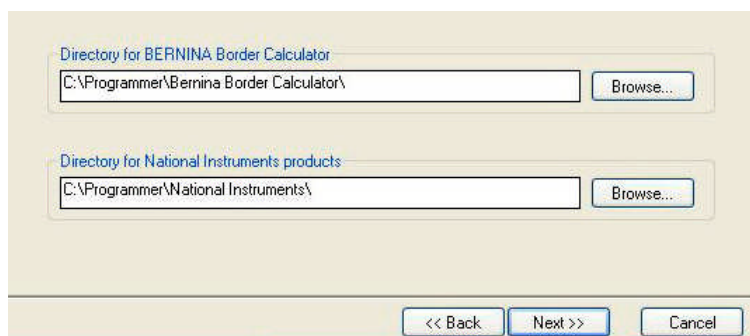 Directory for BERNINA Border Calculator
C:\Programmer\Bernina Border Calculator\
Browse...
Directory for National Instruments products
C:\Programmer\National Instruments\
Browse...
<< Back Next >> Cancel